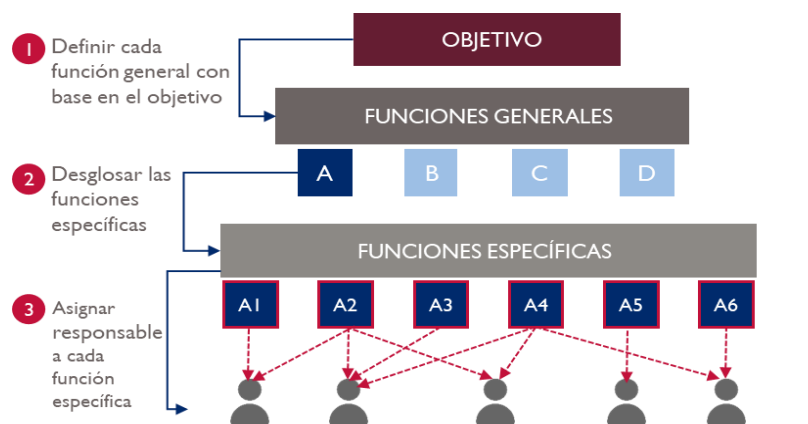 OBJETIVO
1 Definir cada
función general con
base en el objetivo
FUNCIONES GENERALES
A B C D
2 Desglosar las
funciones
específicas
FUNCIONES ESPECÍFICAS
A1 A2 A3 A4 A5 A6
3 Asignar
responsable
a cada
función
específica